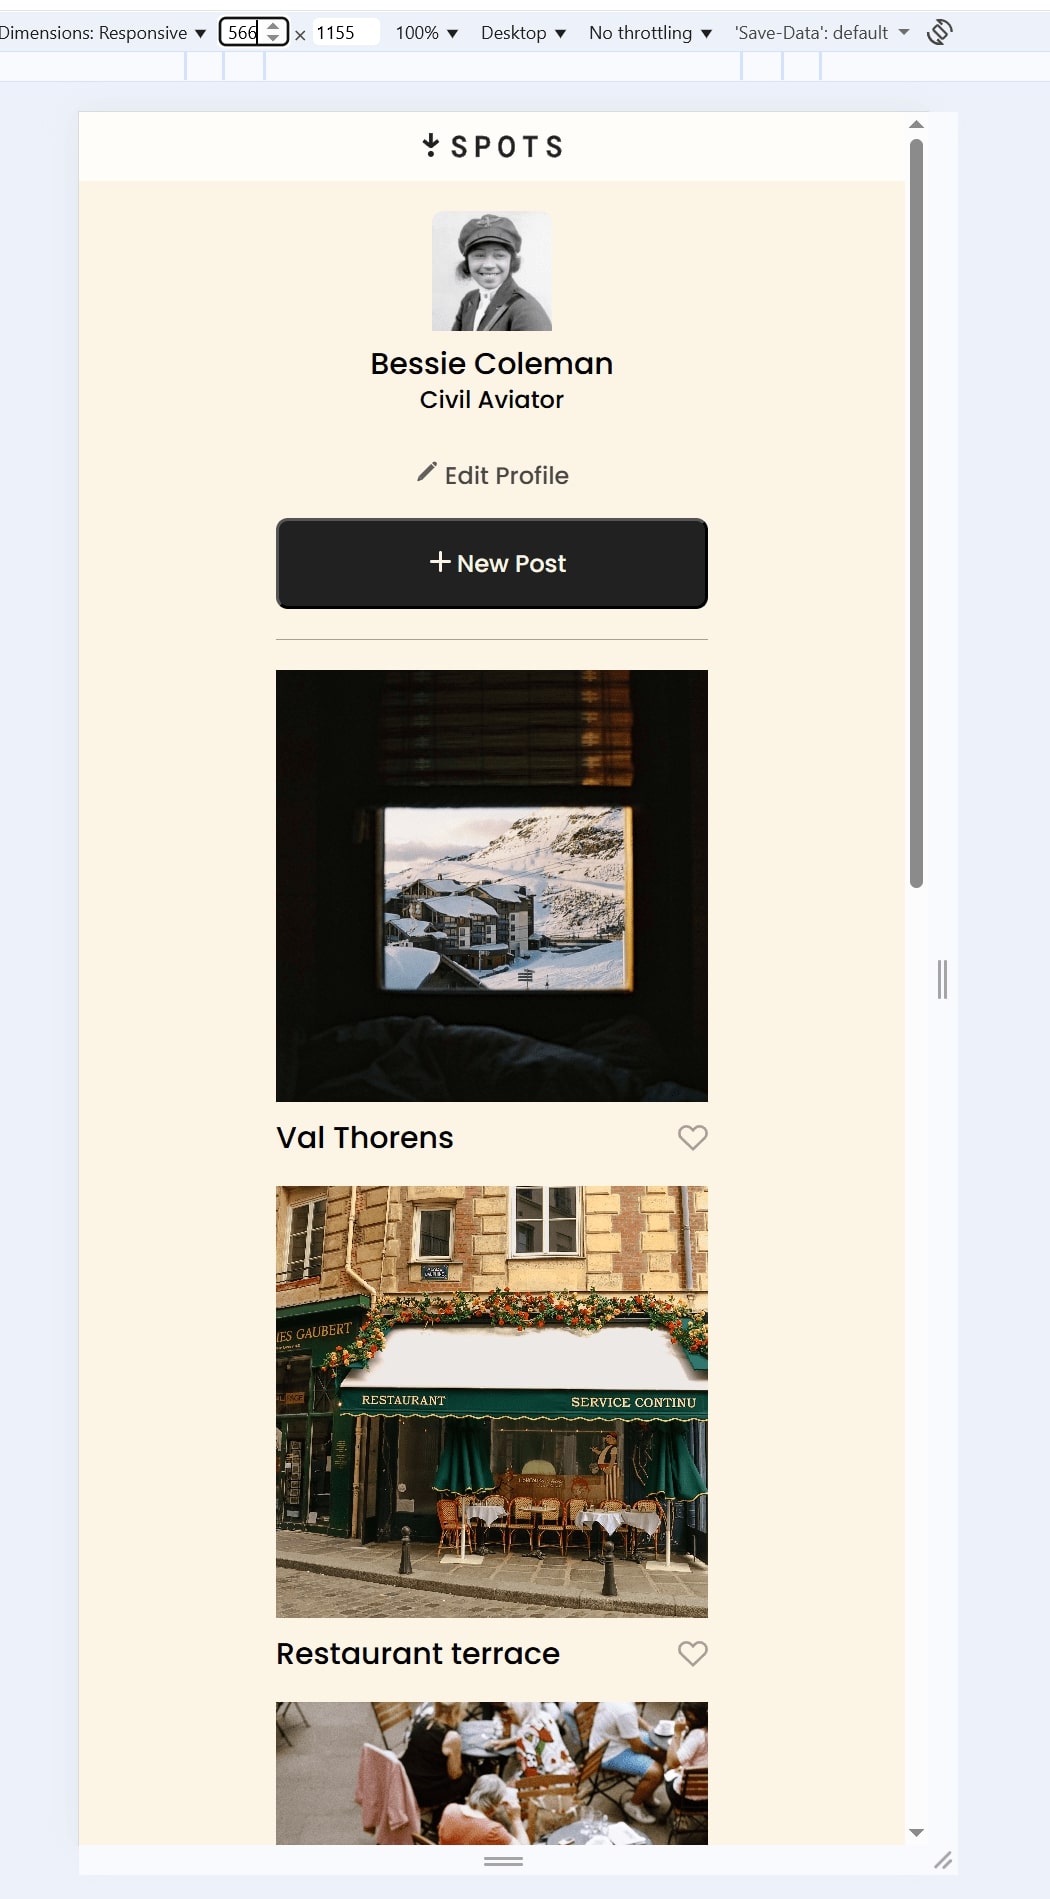 Dimensions: Responsive ▼ 566 × 1155 100% ▼ Desktop ▼ No throttling ▼ 'Save-Data': default
SPOTS
Bessie Coleman
Civil Aviator
Edit Profile
New Post
Val Thorens
IES GAUBERT
RESTAURANT SERVICE CONTINU
Restaurant terrace